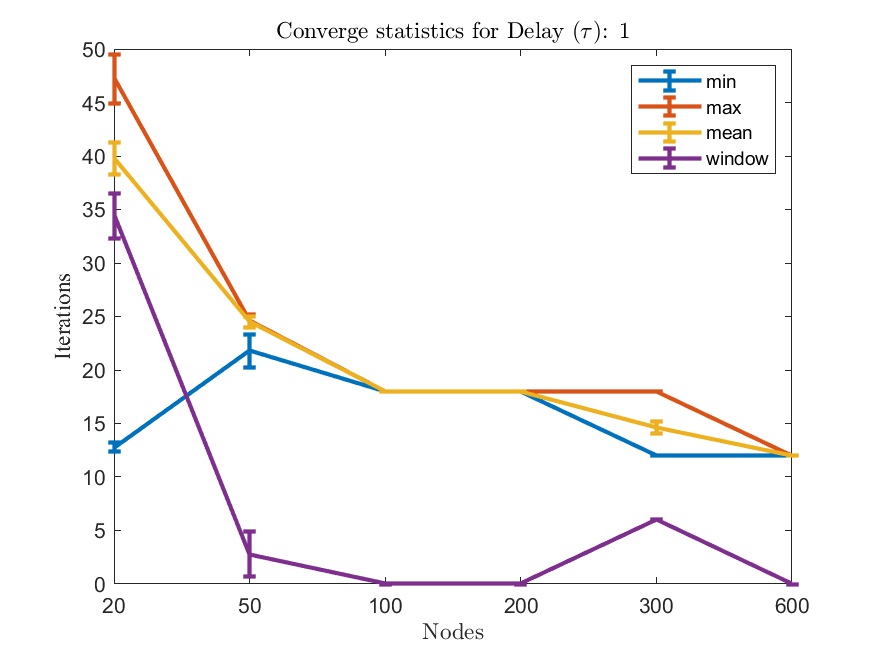 Converge statistics for Delay (τ): 1
50
45
40
35
30
25
20
15
10
5
0
Iterations
min
max
mean
window
20 50 100 200 300 600
Nodes